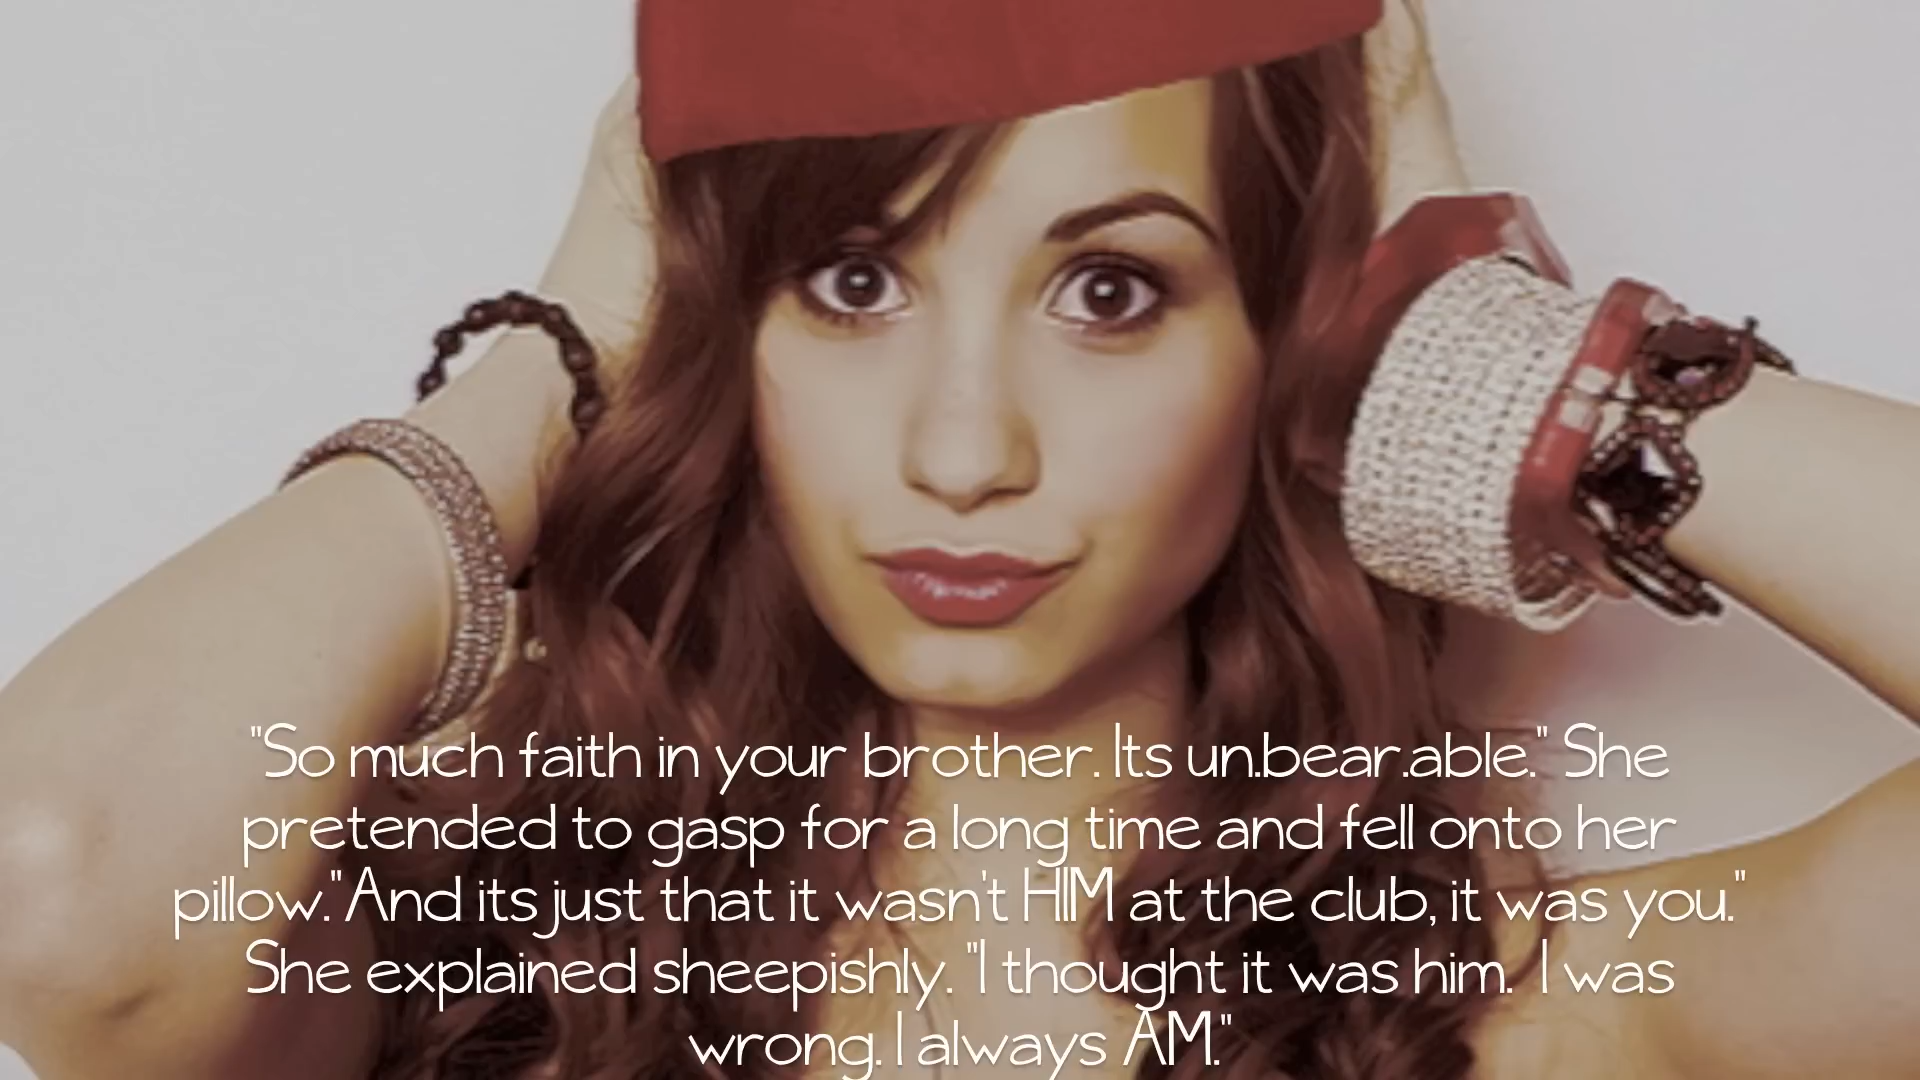 "So much faith in your brother. Its un.bear.able." She
pretended to gasp for a long time and fell onto her
pillow." And its just that it wasn't HIM at the club, it was you."
She explained sheepishly. "I thought it was him.  I was
wrong. I always AM."